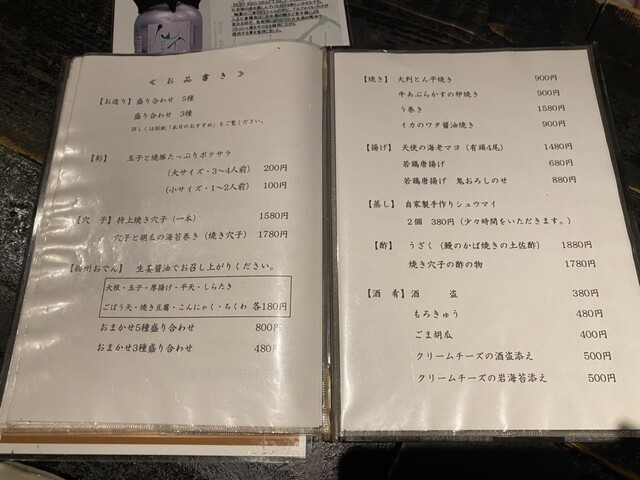 ≪ お 品 書 き ≫
【お造り】盛り合わせ 5種
盛り合わせ 3種
詳しくは別紙「本日のおすすめ」をご覧ください。
【彩】 玉子と焼豚たっぷりポテサラ
(大サイズ・3〜4人前) 200円
(小サイズ・1〜2人前) 100円
【穴 子】特上焼き穴子(一本) 1580円
穴子と胡瓜の海苔巻き(焼き穴子) 1780円
【播州おでん】 生姜醤油でお召し上がりください。
大根・玉子・厚揚げ・平天・しらたき
ごぼう天・焼き豆腐・こんにゃく・ちくわ 各180円
おまかせ5種盛り合わせ 800円
おまかせ3種盛り合わせ 480円
【焼き】 大判とん平焼き 900円
牛あぶらかすの卵焼き 900円
う巻き 1580円
イカのワタ醤油焼き 900円
【揚げ】 天使の海老マヨ(有頭4尾) 1480円
若鶏唐揚げ 680円
若鶏唐揚げ 鬼おろしのせ 880円
【蒸し】 自家製手作りシュウマイ
2個 380円(少々時間をいただきます。)
【酢】 うざく(鰻のかば焼きの土佐酢) 1880円
焼き穴子の酢の物 1780円
【酒 肴】酒 盗 380円
もろきゅう 480円
ごま胡瓜 400円
クリームチーズの酒盗添え 500円
クリームチーズの岩海苔添え 500円